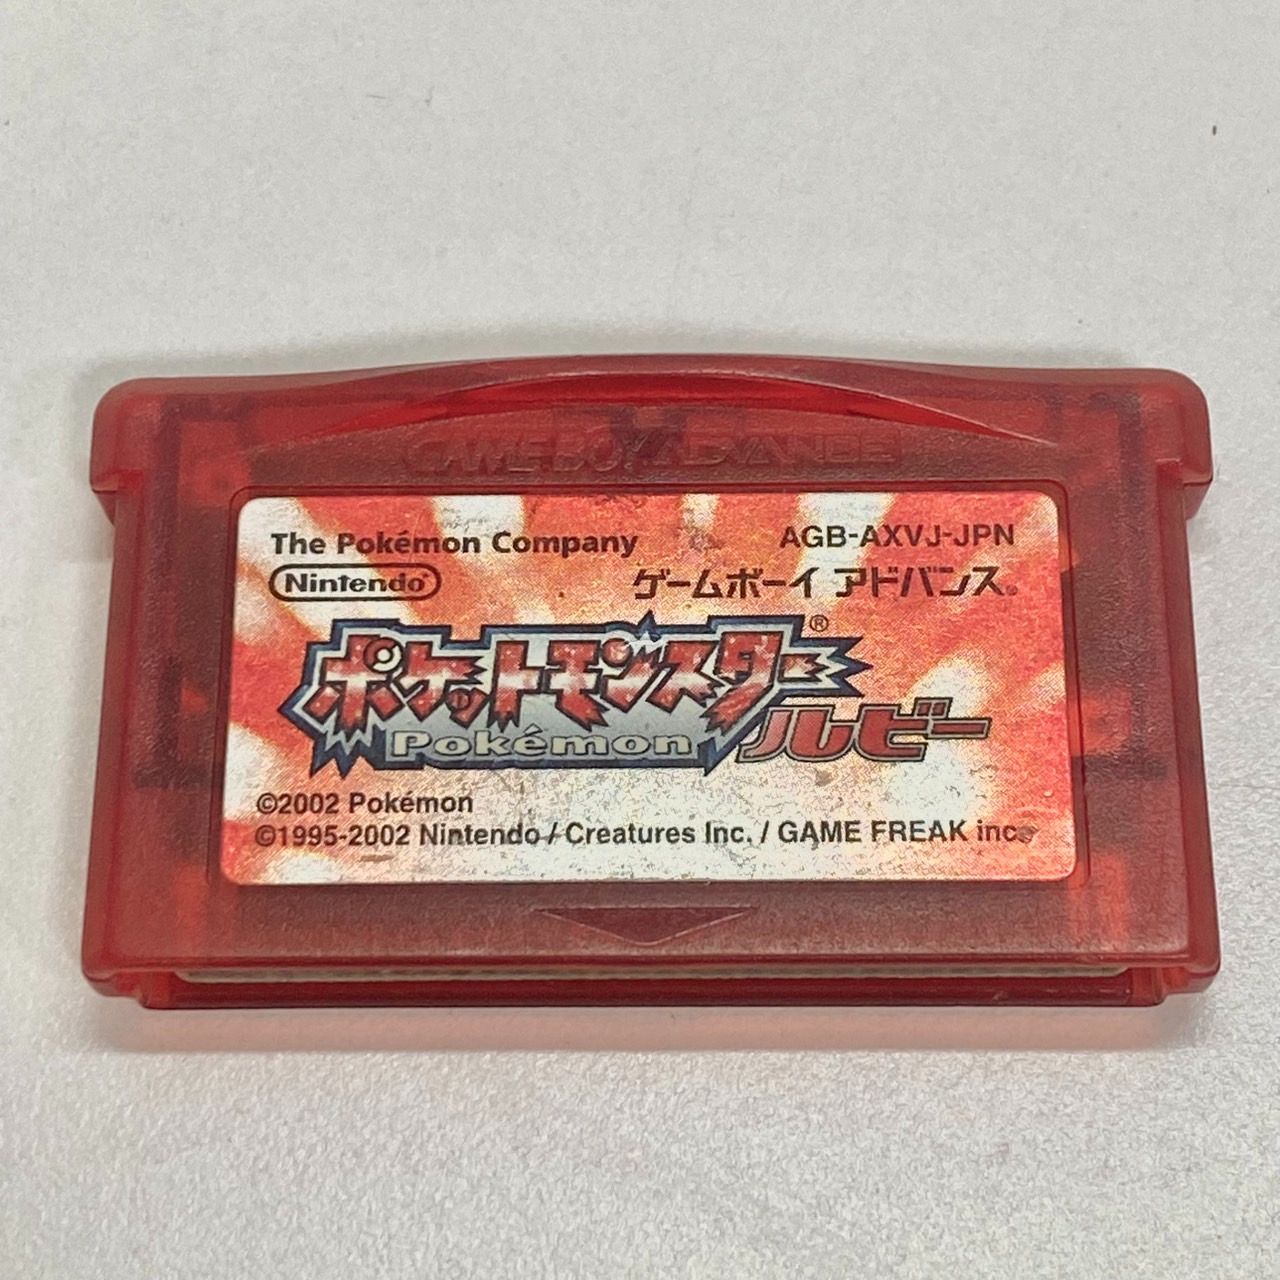 GAME BOY ADVANCE
The Pokémon Company AGB-AXVJ-JPN
Nintendo® ゲームボーイ アドバンス®
ポケットモンスター®
Pokémon ルビー
©2002 Pokémon
©1995-2002 Nintendo / Creatures Inc. / GAME FREAK inc.